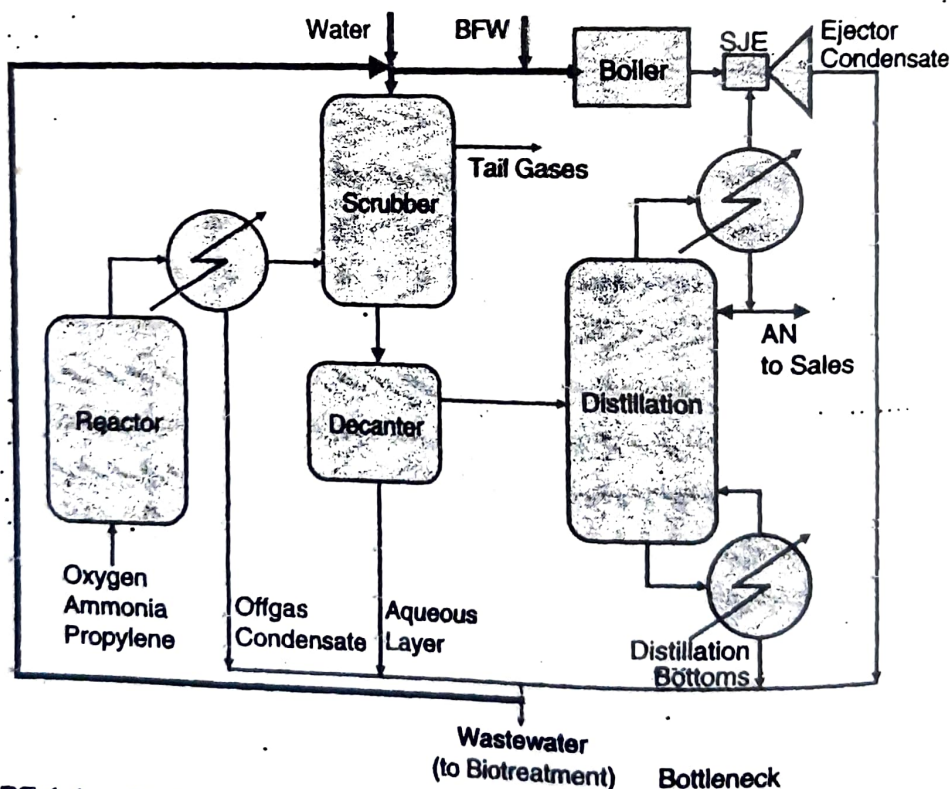 Water
BFW
SJE
Ejector
Condensate
Boiler
Tail Gases
Scrubber
AN
to Sales
Distillation
Reactor
Decanter
Oxygen
Ammonia
Propylene
Offgas
Condensate
Aqueous
Layer
Distillation
Bottoms
Wastewater
(to Biotreatment)
Bottleneck